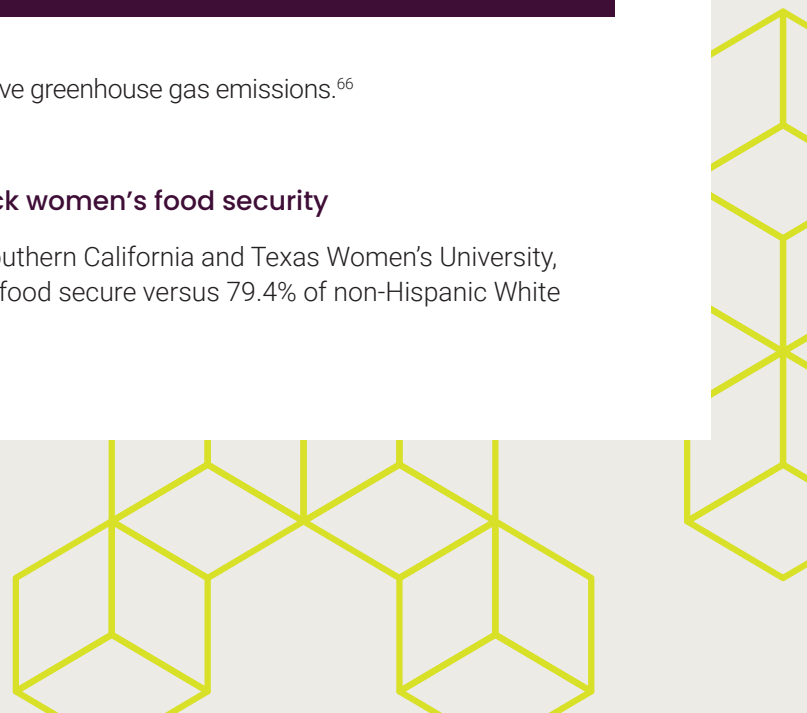 ve greenhouse gas emissions.⁶⁶
ck women’s food security
outhern California and Texas Women’s University,
food secure versus 79.4% of non-Hispanic White